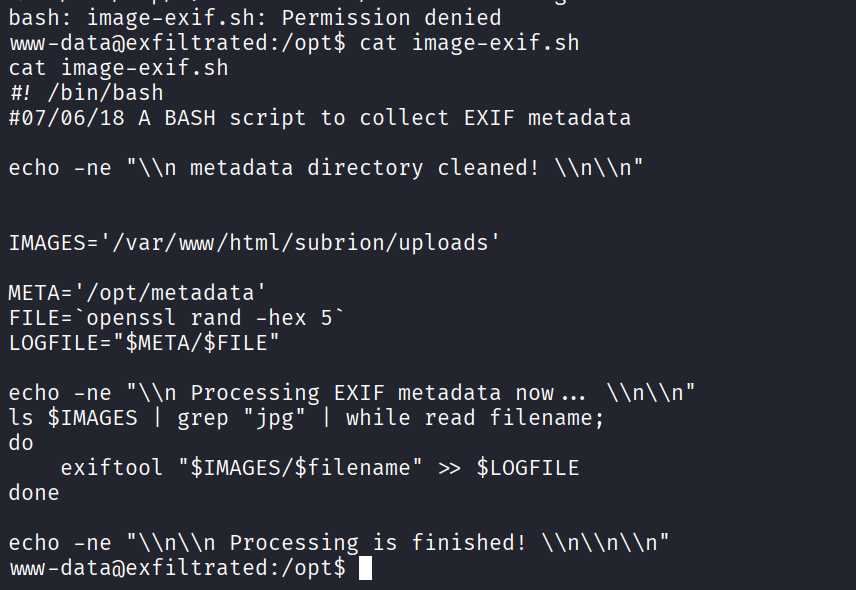 bash: image-exif.sh: Permission denied
www-data@exfiltrated:/opt$ cat image-exif.sh
cat image-exif.sh
#! /bin/bash
#07/06/18 A BASH script to collect EXIF metadata
echo -ne "\\n metadata directory cleaned! \\n\\n"
IMAGES='/var/www/html/subrion/uploads'
META='/opt/metadata'
FILE=`openssl rand -hex 5`
LOGFILE="$META/$FILE"
echo -ne "\\n Processing EXIF metadata now... \\n\\n"
ls $IMAGES | grep "jpg" | while read filename;
do
    exiftool "$IMAGES/$filename" >> $LOGFILE
done
echo -ne "\\n\\n Processing is finished! \\n\\n\\n"
www-data@exfiltrated:/opt$